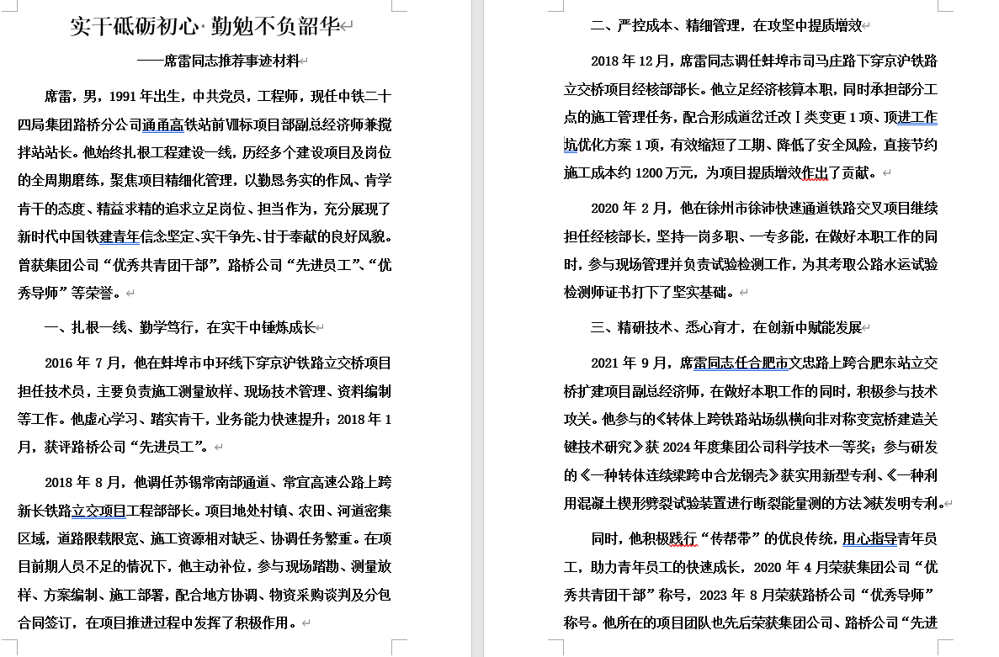 实干砥砺初心·勤勉不负韶华
——席雷同志推荐事迹材料
席雷，男，1991年出生，中共党员，工程师，现任中铁二十
四局集团路桥分公司通甬高铁站前Ⅶ标项目部副总经济师兼搅
拌站站长。他始终扎根工程建设一线，历经多个建设项目及岗位
的全周期磨练，聚焦项目精细化管理，以勤恳务实的作风、肯学
肯干的态度、精益求精的追求立足岗位、担当作为，充分展现了
新时代中国铁建青年信念坚定、实干争先、甘于奉献的良好风貌。
曾获集团公司“优秀共青团干部”，路桥公司“先进员工”、“优
秀导师”等荣誉。
一、扎根一线、勤学笃行，在实干中锤炼成长
2016年7月，他在蚌埠市中环线下穿京沪铁路立交桥项目
担任技术员，主要负责施工测量放样、现场技术管理、资料编制
等工作。他虚心学习、踏实肯干，业务能力快速提升；2018年1
月，获评路桥公司“先进员工”。
2018年8月，他调任苏锡常南部通道、常宜高速公路上跨
新长铁路立交项目工程部部长。项目地处村镇、农田、河道密集
区域，道路限载限宽、施工资源相对缺乏、协调任务繁重。在项
目前期人员不足的情况下，他主动补位，参与现场踏勘、测量放
样、方案编制、施工部署，配合地方协调、物资采购谈判及分包
合同签订，在项目推进过程中发挥了积极作用。
二、严控成本、精细管理，在攻坚中提质增效
2018年12月，席雷同志调任蚌埠市司马庄路下穿京沪铁路
立交桥项目经核部部长。他立足经济核算本职，同时承担部分工
点的施工管理任务，配合形成道岔迁改Ⅰ类变更1项、顶进工作
坑优化方案1项，有效缩短了工期、降低了安全风险，直接节约
施工成本约1200万元，为项目提质增效作出了贡献。
2020年2月，他在徐州市徐沛快速通道铁路交叉项目继续
担任经核部长，坚持一岗多职、一专多能，在做好本职工作的同
时，参与现场管理并负责试验检测工作，为其考取公路水运试验
检测师证书打下了坚实基础。
三、精研技术、悉心育才，在创新中赋能发展
2021年9月，席雷同志任合肥市文忠路上跨合肥东站立交
桥扩建项目副总经济师，在做好本职工作的同时，积极参与技术
攻关。他参与的《转体上跨铁路站场纵横向非对称变宽桥建造关
键技术研究》获2024年度集团公司科学技术一等奖；参与研发
的《一种转体连续梁跨中合龙钢壳》获实用新型专利、《一种利
用混凝土楔形劈裂试验装置进行断裂能量测的方法》获发明专利。
同时，他积极践行“传帮带”的优良传统，用心指导青年员
工，助力青年员工的快速成长，2020年4月荣获集团公司“优
秀共青团干部”称号，2023年8月荣获路桥公司“优秀导师”
称号。他所在的项目团队也先后荣获集团公司、路桥公司“先进